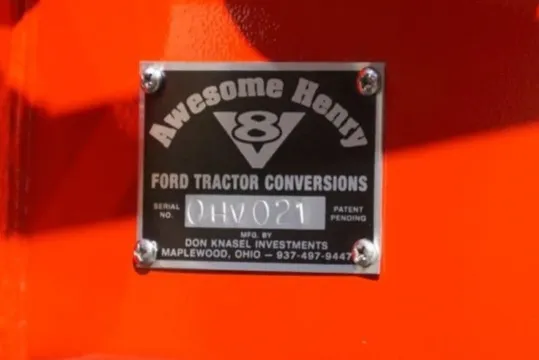 Awesome Henry
V8
FORD TRACTOR CONVERSIONS
SERIAL NO. OHV021 PATENT PENDING
MFG. BY
DON KNASEL INVESTMENTS
MAPLEWOOD, OHIO — 937-497-9447